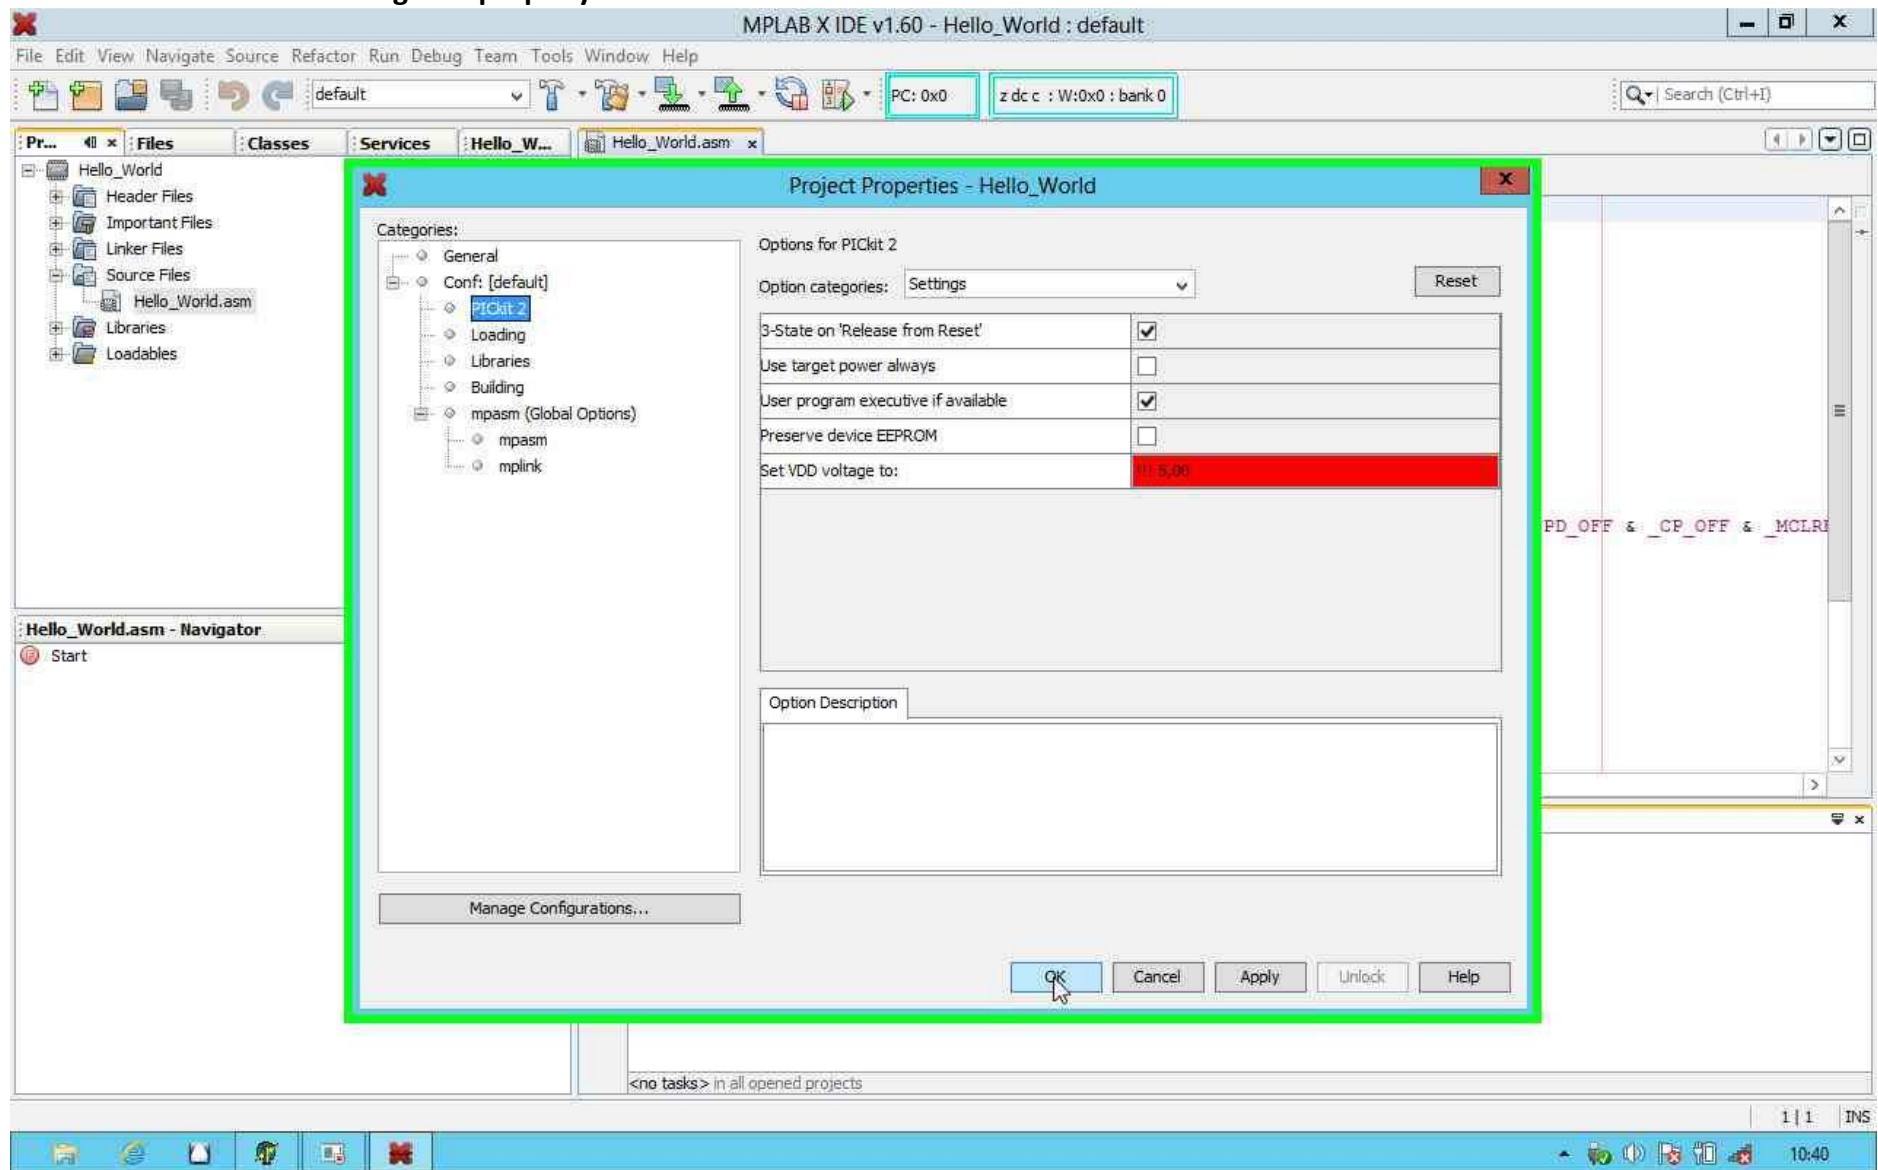 MPLAB X IDE v1.60 - Hello_World : default
File Edit View Navigate Source Refactor Run Debug Team Tools Window Help
default
PC: 0x0
z dc c : W:0x0 : bank 0
Search (Ctrl+I)
Pr...
Files
Classes
Services
Hello_W...
Hello_World.asm
Hello_World
Header Files
Important Files
Linker Files
Source Files
Hello_World.asm
Libraries
Loadables
Hello_World.asm - Navigator
Start
Project Properties - Hello_World
Categories:
General
Conf: [default]
PICkit 2
Loading
Libraries
Building
mpasm (Global Options)
mpasm
mplink
Manage Configurations...
Options for PICkit 2
Option categories: Settings
Reset
3-State on 'Release from Reset'
Use target power always
User program executive if available
Preserve device EEPROM
Set VDD voltage to: !!! 5,00
Option Description
OK
Cancel
Apply
Unlock
Help
PD_OFF & _CP_OFF & _MCLR
<no tasks> in all opened projects
1 | 1 INS
10:40